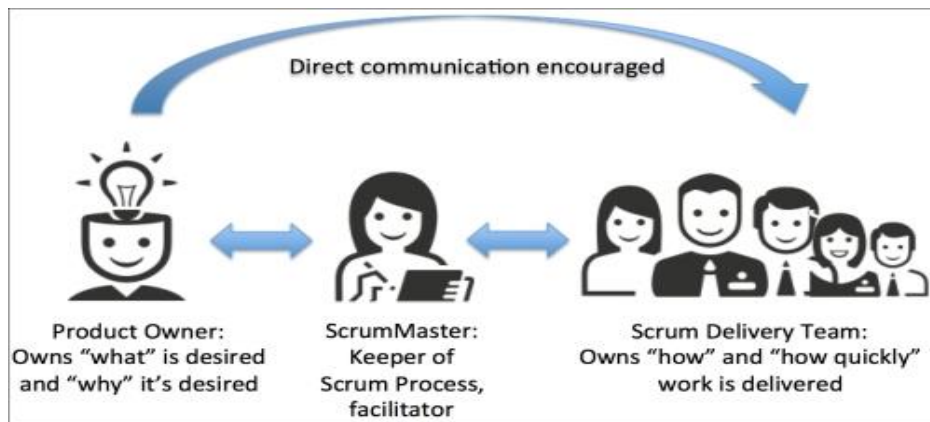 Direct communication encouraged
Product Owner:
Owns “what” is desired
and “why” it’s desired
ScrumMaster:
Keeper of
Scrum Process,
facilitator
Scrum Delivery Team:
Owns “how” and “how quickly”
work is delivered